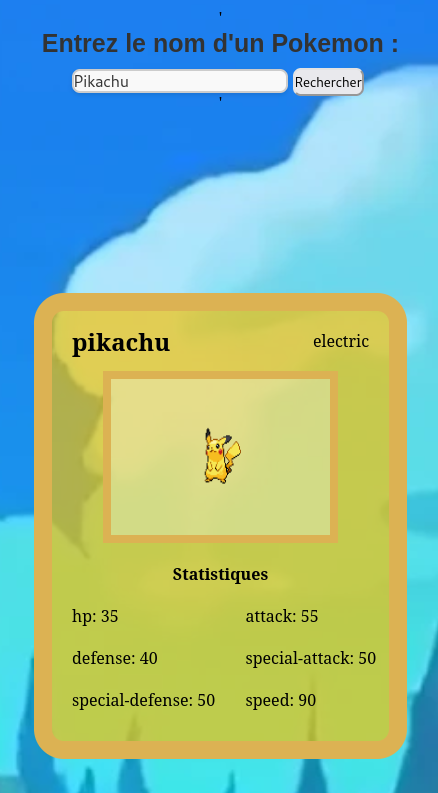 '
Entrez le nom d'un Pokemon :
Pikachu Rechercher
'
pikachu electric
Statistiques
hp: 35 attack: 55
defense: 40 special-attack: 50
special-defense: 50 speed: 90